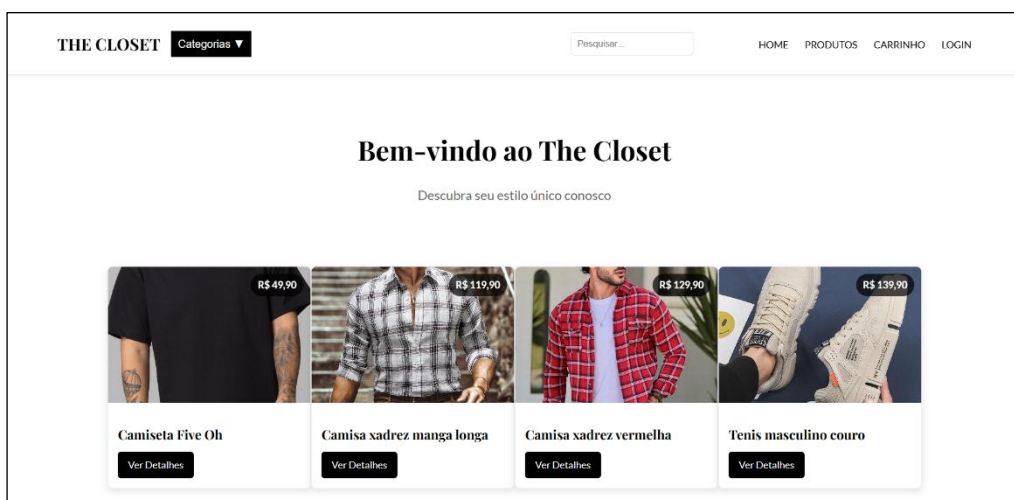 THE CLOSET
Categorias ▼
Pesquisar...
HOME PRODUTOS CARRINHO LOGIN
Bem-vindo ao The Closet
Descubra seu estilo único conosco
R$ 49,90
R$ 119,90
R$ 129,90
R$ 139,90
Camiseta Five Oh
Camisa xadrez manga longa
Camisa xadrez vermelha
Tenis masculino couro
Ver Detalhes
Ver Detalhes
Ver Detalhes
Ver Detalhes